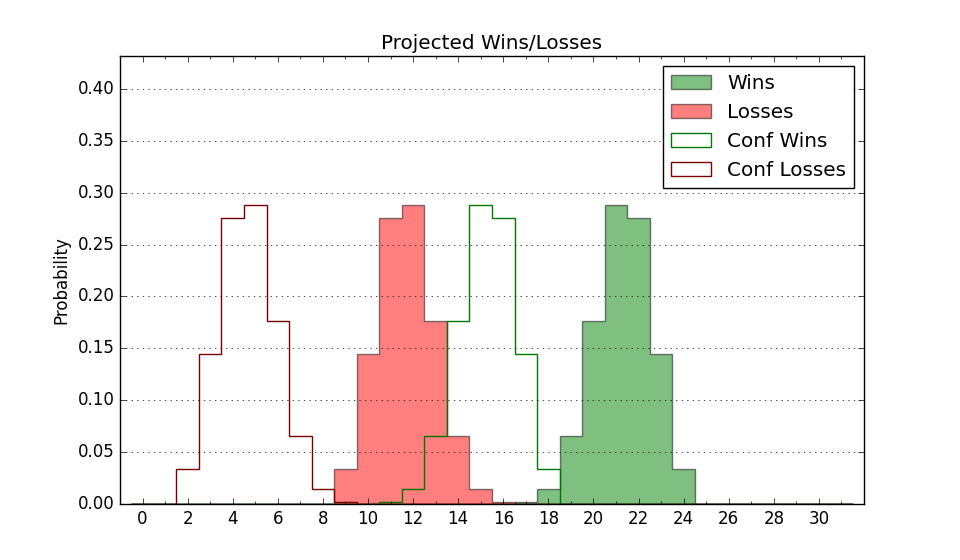 Projected Wins/Losses
Wins
Losses
Conf Wins
Conf Losses
Probability
0.40
0.35
0.30
0.25
0.20
0.15
0.10
0.05
0.00
0 2 4 6 8 10 12 14 16 18 20 22 24 26 28 30